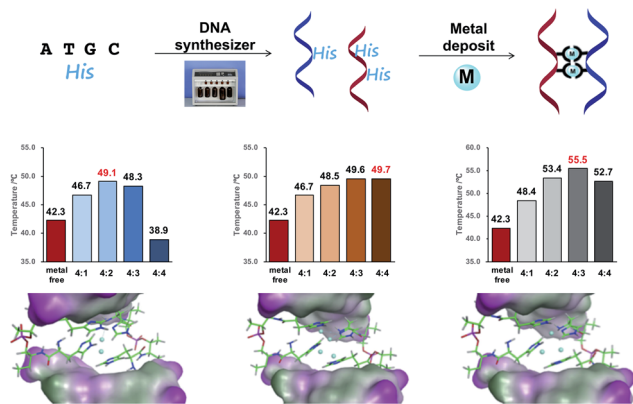 A T G C
His
DNA
synthesizer
His
His
His
Metal
deposit
M
M
M
Temperature /°C
55.0
50.0
45.0
40.0
35.0
42.3
46.7
49.1
48.3
38.9
metal
free
4:1
4:2
4:3
4:4
Temperature /°C
55.0
50.0
45.0
40.0
35.0
42.3
46.7
48.5
49.6
49.7
metal
free
4:1
4:2
4:3
4:4
Temperature /°C
60.0
55.0
50.0
45.0
40.0
35.0
42.3
48.4
53.4
55.5
52.7
metal
free
4:1
4:2
4:3
4:4